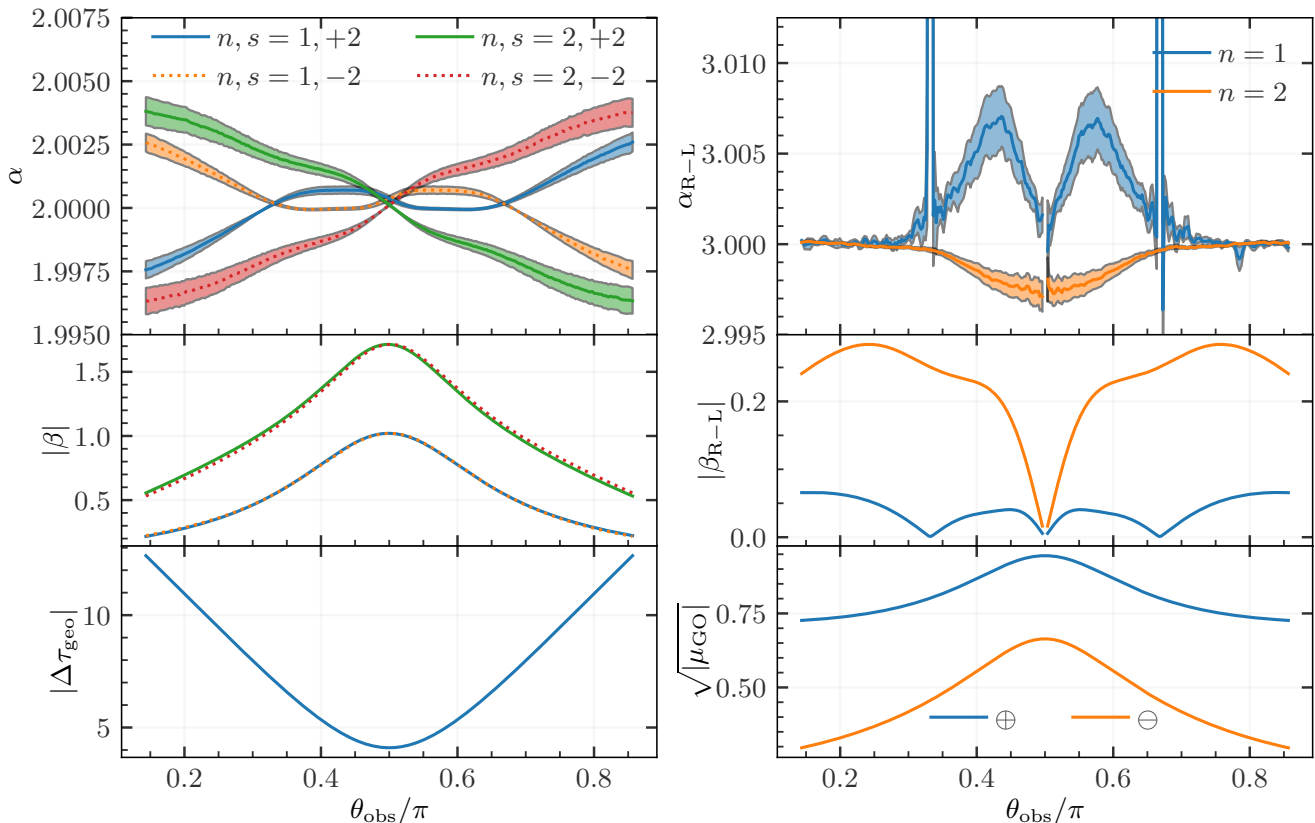 2.0075
2.0050
2.0025
2.0000
1.9975
1.9950
α
n, s = 1, +2
n, s = 2, +2
n, s = 1, −2
n, s = 2, −2
1.5
1.0
0.5
|β|
10
5
|Δτgeo|
0.2 0.4 0.6 0.8
θobs/π
3.010
3.005
3.000
2.995
αR−L
n = 1
n = 2
0.2
0.0
|βR−L|
0.75
0.50
√|μGO|
⊕ ⊖
0.2 0.4 0.6 0.8
θobs/π